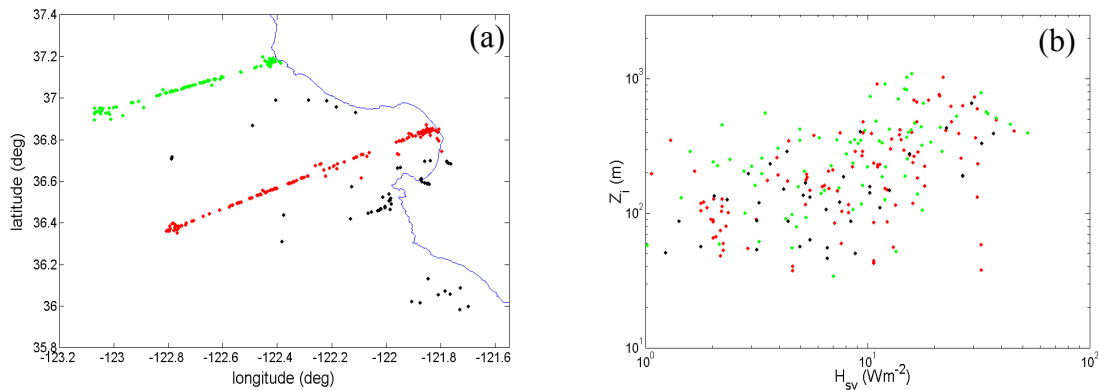 (a)
37.4
37.2
37
36.8
36.6
36.4
36.2
36
35.8
latitude (deg)
-123.2 -123 -122.8 -122.6 -122.4 -122.2 -122 -121.8 -121.6
longitude (deg)
(b)
10³
10²
10¹
Z_i (m)
10⁰ 10¹ 10²
H_sv (Wm⁻²)